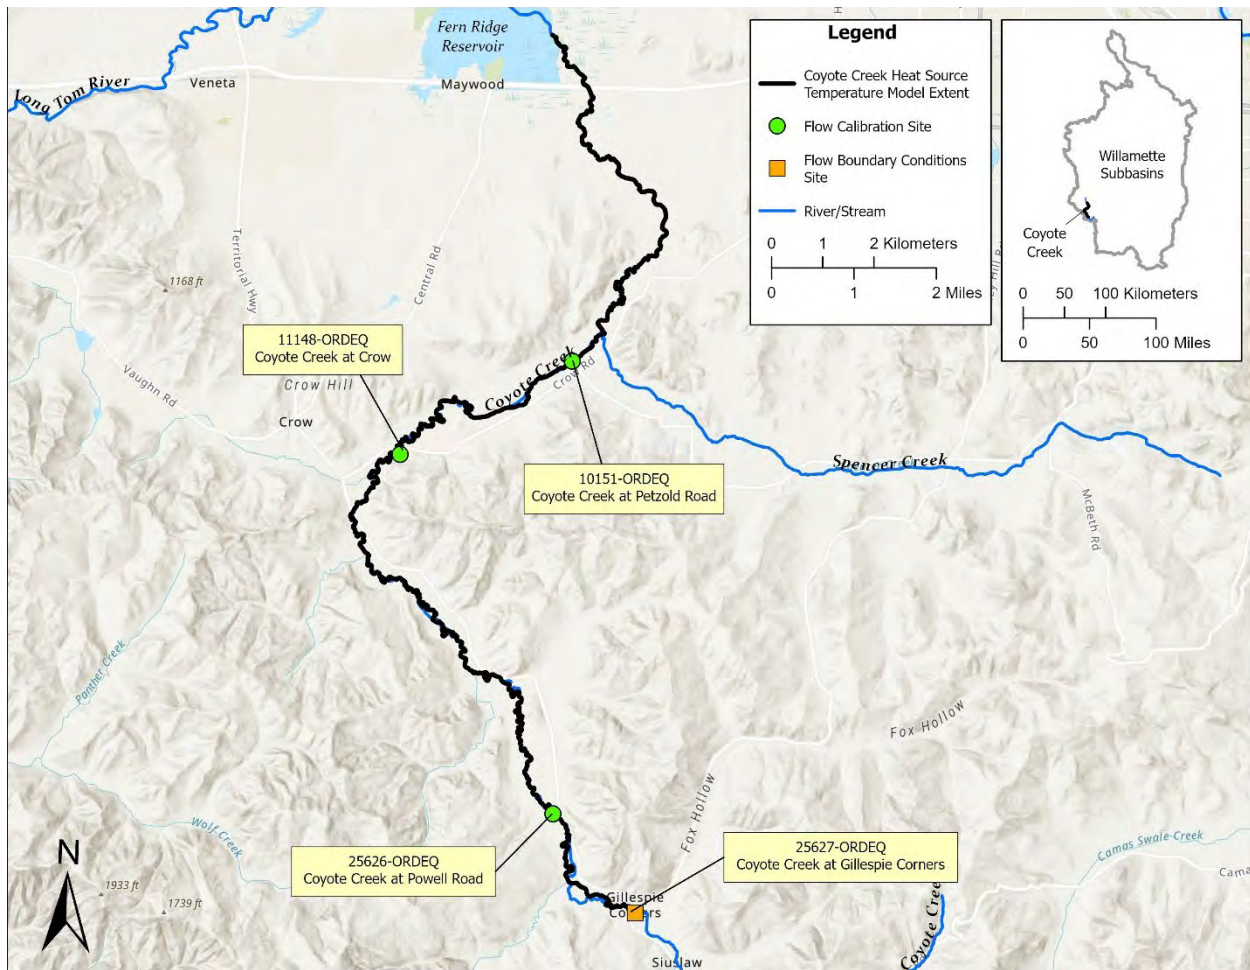 Fern Ridge
Reservoir
Long Tom River
Veneta
Maywood
Legend
Coyote Creek Heat Source
Temperature Model Extent
Flow Calibration Site
Flow Boundary Conditions
Site
River/Stream
0 1 2 Kilometers
0 1 2 Miles
Willamette
Subbasins
Coyote
Creek
0 50 100 Kilometers
0 50 100 Miles
Territorial Hwy
Central Rd
1168 ft
11148-ORDEQ
Coyote Creek at Crow
Crow Hill
Vaughn Rd
Crow
Coyote Creek
Crow Rd
10151-ORDEQ
Coyote Creek at Petzold Road
Spencer Creek
McBeth Rd
Panther Creek
Fox Hollow
Fox Hollow
Wolf Creek
Camas Swale Creek
N
25626-ORDEQ
Coyote Creek at Powell Road
25627-ORDEQ
Coyote Creek at Gillespie Corners
1933 ft
1739 ft
Gillespie
Corners
Coyote Cree
Cama
Siuslaw